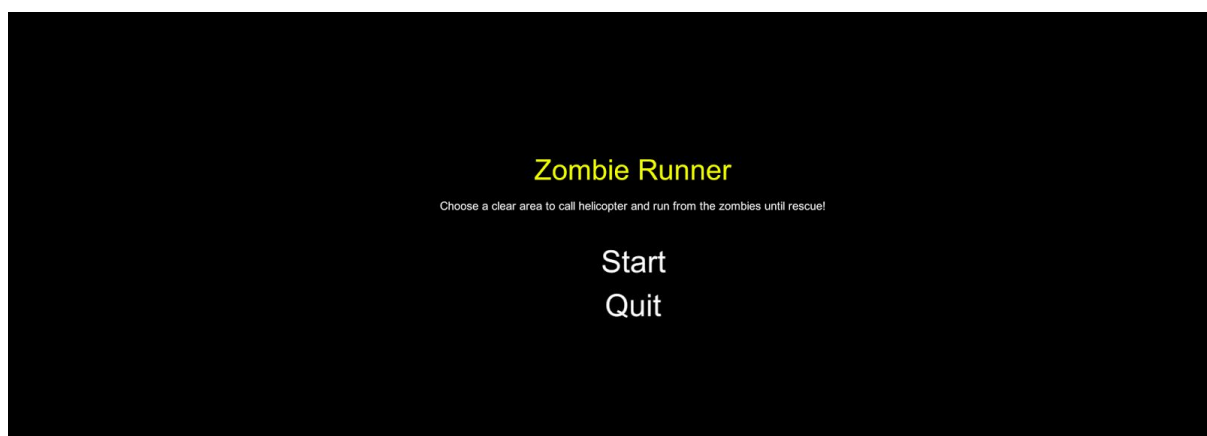 Zombie Runner
Choose a clear area to call helicopter and run from the zombies until rescue!
Start
Quit